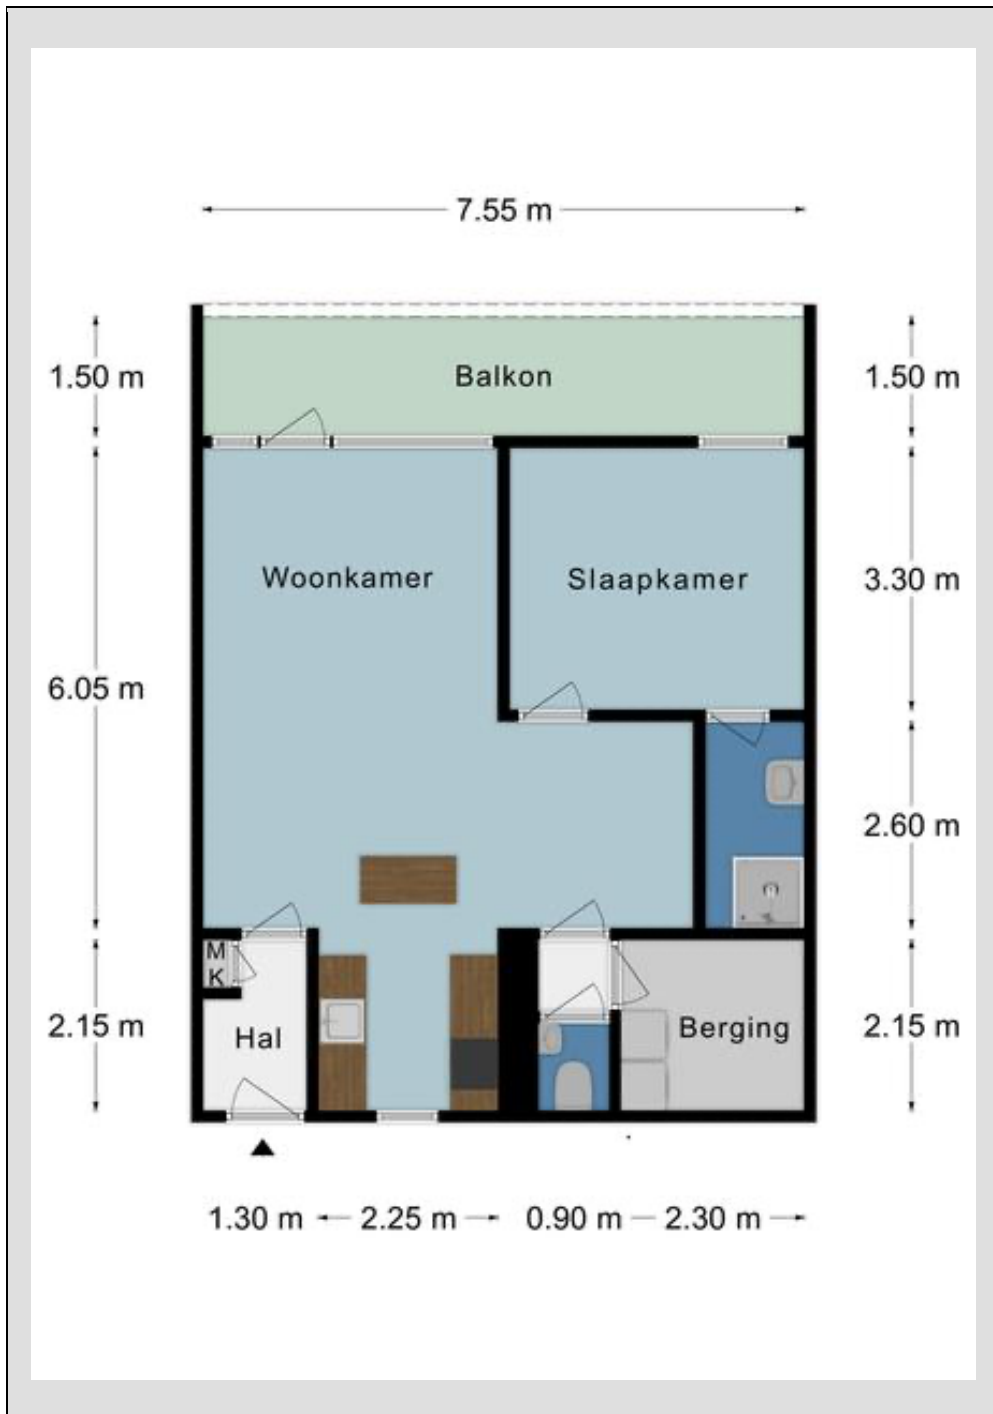 7.55 m
1.50 m
Balkon
1.50 m
Woonkamer
Slaapkamer
3.30 m
6.05 m
2.60 m
M
K
2.15 m
Hal
Berging
2.15 m
1.30 m
2.25 m
0.90 m
2.30 m